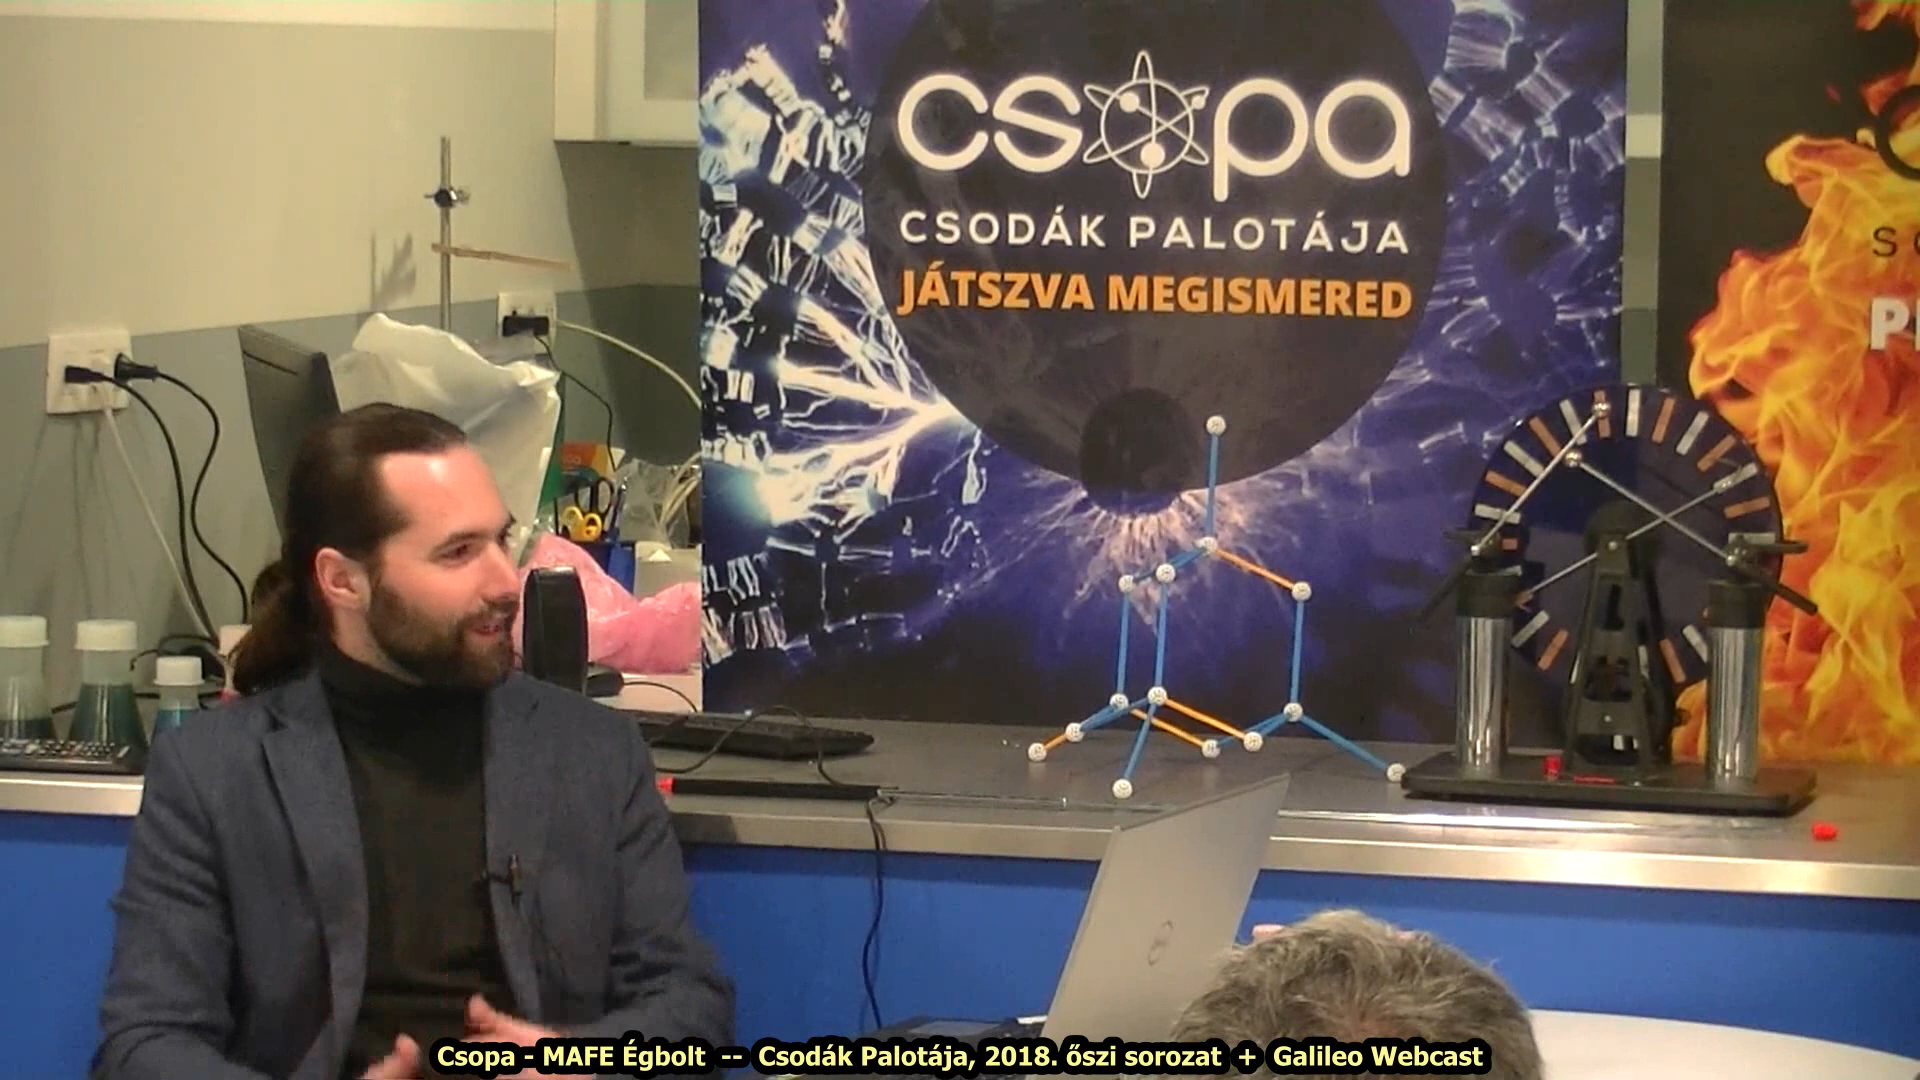 csopa
CSODÁK PALOTÁJA
JÁTSZVA MEGISMERED
Csopa - MAFE Égbolt -- Csodák Palotája, 2018. őszi sorozat + Galileo Webcast